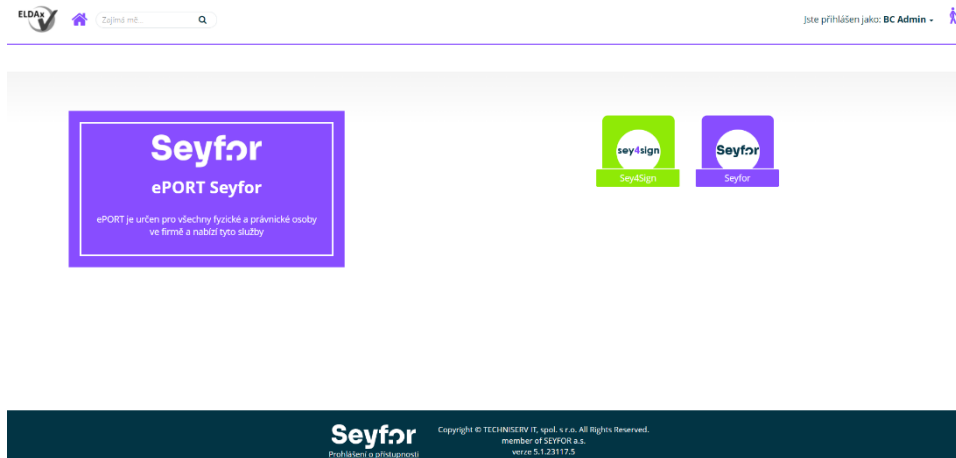 ELDAx
Zajímá mě..
Jste přihlášen jako: BC Admin
Seyfor
ePORT Seyfor
ePORT je určen pro všechny fyzické a právnické osoby
ve firmě a nabízí tyto služby
sey4sign
Sey4Sign
Seyfor
Seyfor
Seyfor
Prohlášení o přístupnosti
Copyright © TECHNISERV IT, spol. s r.o. All Rights Reserved.
member of SEYFOR a.s.
verze 5.1.23117.5